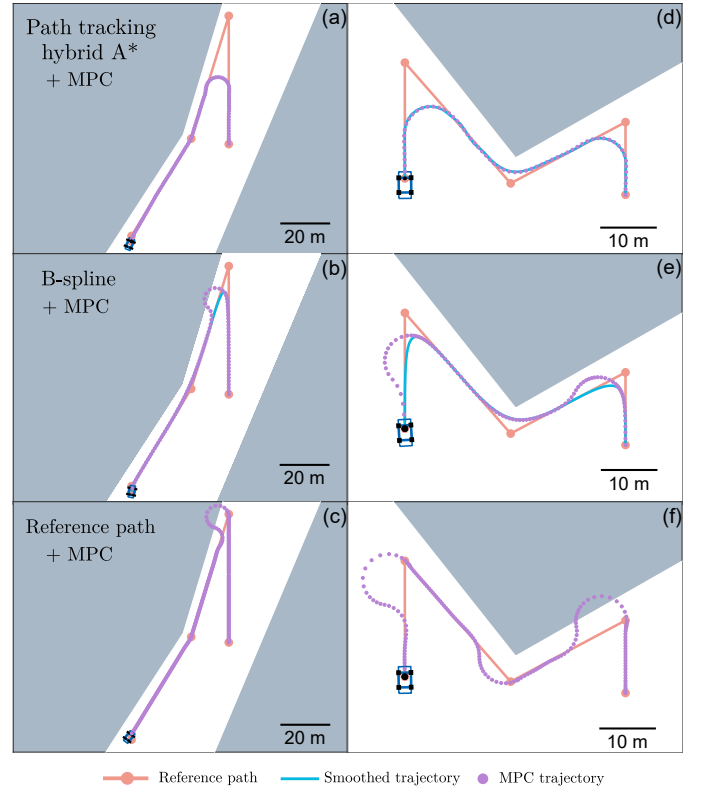 Path tracking
hybrid A*
+ MPC
(a)
20 m
(d)
10 m
B-spline
+ MPC
(b)
20 m
(e)
10 m
Reference path
+ MPC
(c)
20 m
(f)
10 m
Reference path
Smoothed trajectory
MPC trajectory